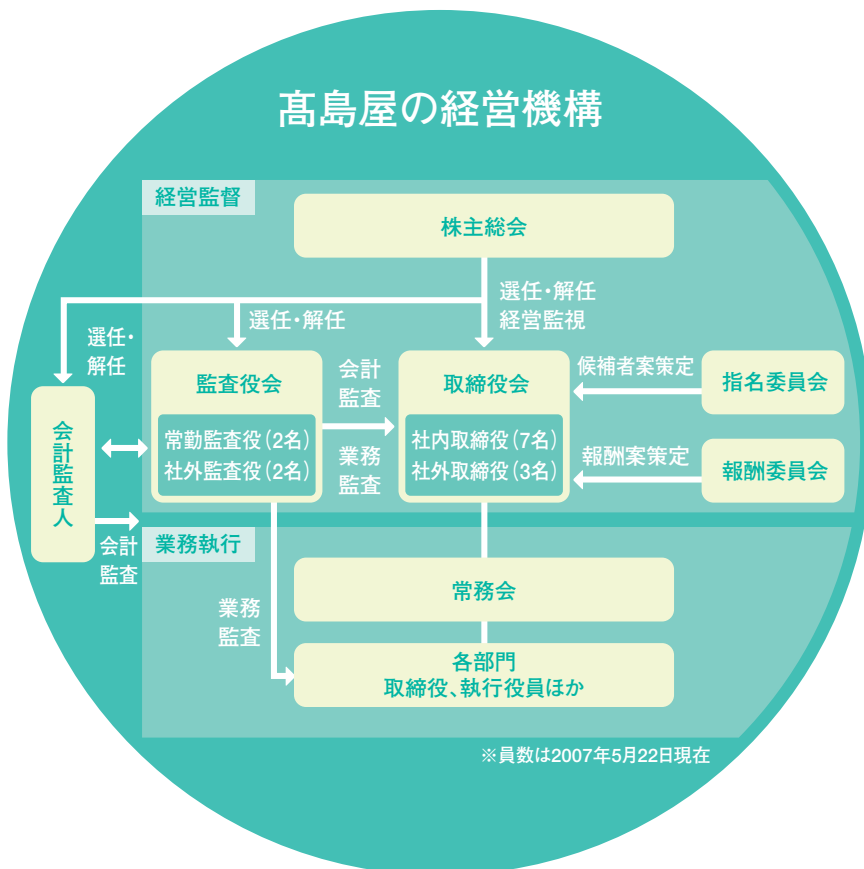 髙島屋の経営機構
経営監督
株主総会
選任・解任
経営監視
選任・解任
選任・
解任
監査役会
常勤監査役（2名）
社外監査役（2名）
会計
監査
業務
監査
取締役会
社内取締役（7名）
社外取締役（3名）
候補者案策定
指名委員会
報酬案策定
報酬委員会
会計監査人
会計
監査
業務執行
業務
監査
常務会
各部門
取締役、執行役員ほか
※員数は2007年5月22日現在